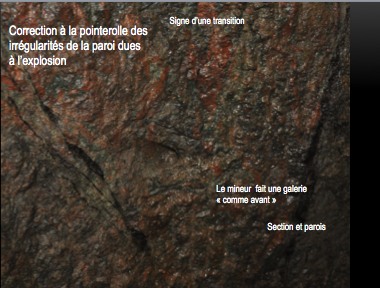 Signe d'une transition
Correction à la pointerolle des
irrégularités de la paroi dues
à l'explosion
Le mineur fait une galerie
« comme avant »
Section et parois